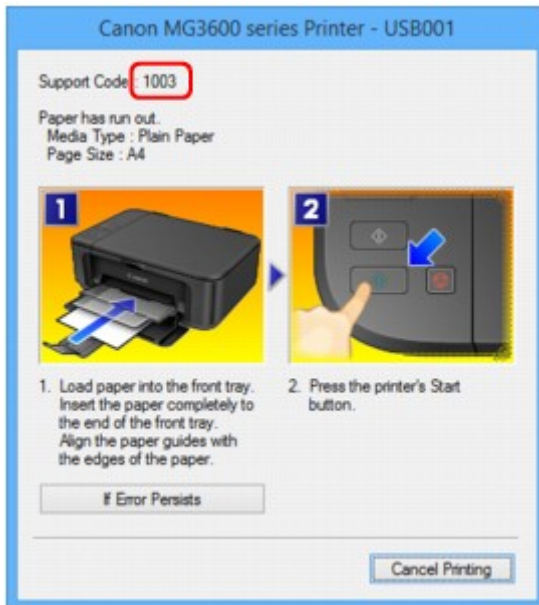 Canon MG3600 series Printer - USB001
Support Code : 1003
Paper has run out.
Media Type : Plain Paper
Page Size : A4
1
2
1. Load paper into the front tray.
Insert the paper completely to
the end of the front tray.
Align the paper guides with
the edges of the paper.
2. Press the printer's Start
button.
If Error Persists
Cancel Printing